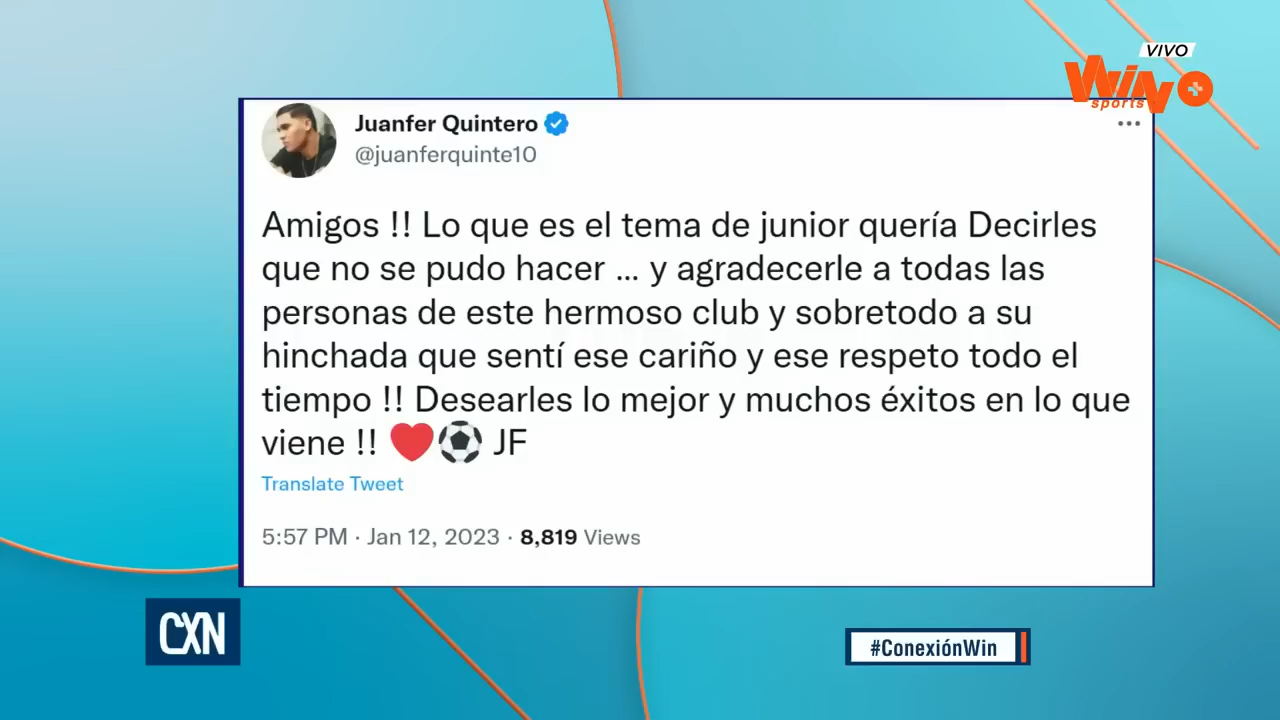 VIVO
Win+
sports
Juanfer Quintero
@juanferquinte10
Amigos !! Lo que es el tema de junior quería Decirles
que no se pudo hacer ... y agradecerle a todas las
personas de este hermoso club y sobretodo a su
hinchada que sentí ese cariño y ese respeto todo el
tiempo !! Desearles lo mejor y muchos éxitos en lo que
viene !! ❤️⚽ JF
Translate Tweet
5:57 PM · Jan 12, 2023 · 8,819 Views
CXN
#ConexiónWin